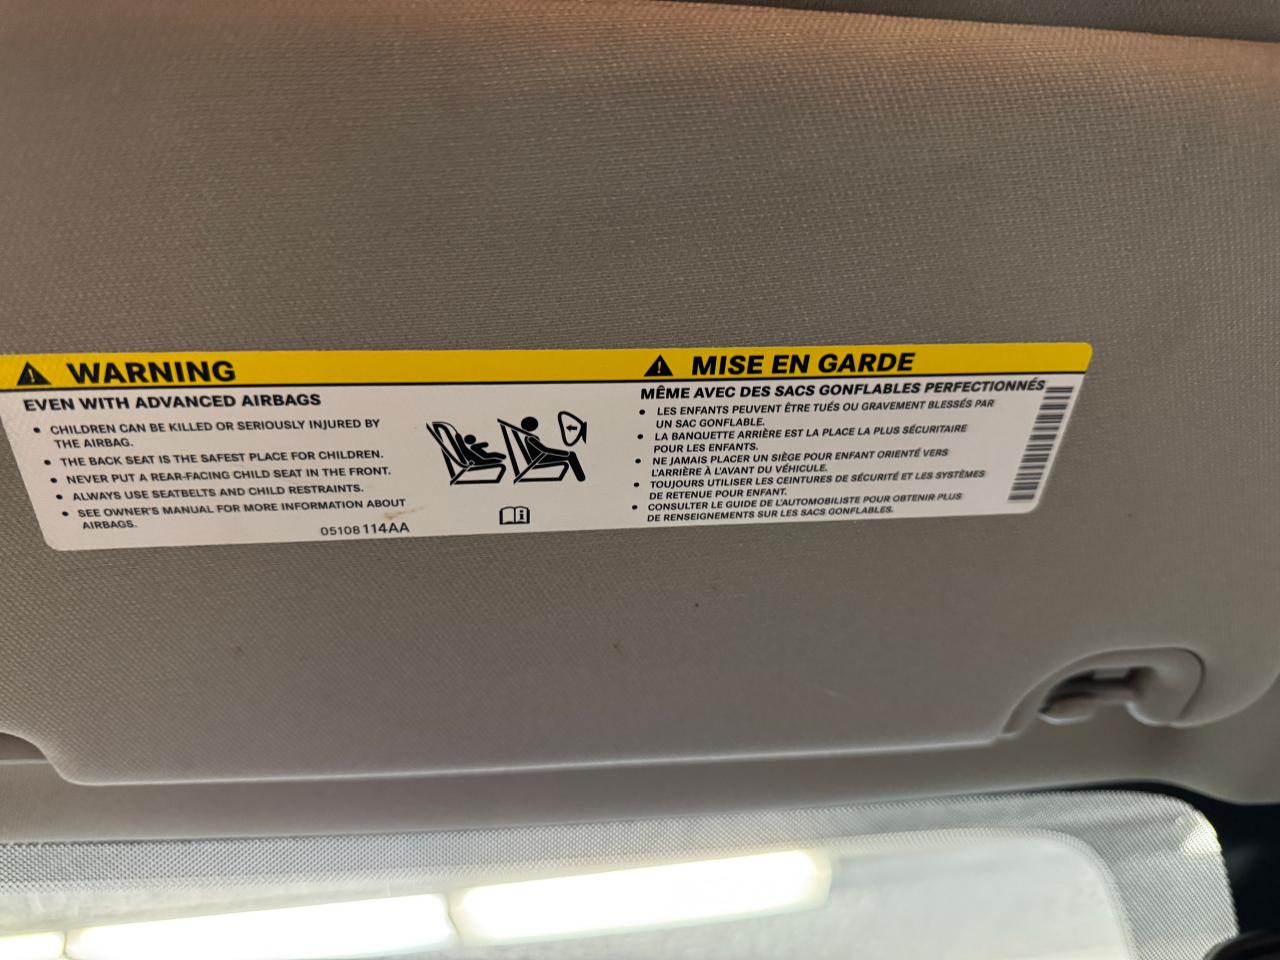 WARNING
EVEN WITH ADVANCED AIRBAGS
• CHILDREN CAN BE KILLED OR SERIOUSLY INJURED BY
THE AIRBAG.
• THE BACK SEAT IS THE SAFEST PLACE FOR CHILDREN.
• NEVER PUT A REAR-FACING CHILD SEAT IN THE FRONT.
• ALWAYS USE SEATBELTS AND CHILD RESTRAINTS.
• SEE OWNER'S MANUAL FOR MORE INFORMATION ABOUT
AIRBAGS.
05108114AA
MISE EN GARDE
MÊME AVEC DES SACS GONFLABLES PERFECTIONNÉS
• LES ENFANTS PEUVENT ÊTRE TUÉS OU GRAVEMENT BLESSÉS PAR
UN SAC GONFLABLE.
• LA BANQUETTE ARRIÈRE EST LA PLACE LA PLUS SÉCURITAIRE
POUR LES ENFANTS.
• NE JAMAIS PLACER UN SIÈGE POUR ENFANT ORIENTÉ VERS
L'ARRIÈRE À L'AVANT DU VÉHICULE.
• TOUJOURS UTILISER LES CEINTURES DE SÉCURITÉ ET LES SYSTÈMES
DE RETENUE POUR ENFANT.
• CONSULTER LE GUIDE DE L'AUTOMOBILISTE POUR OBTENIR PLUS
DE RENSEIGNEMENTS SUR LES SACS GONFLABLES.